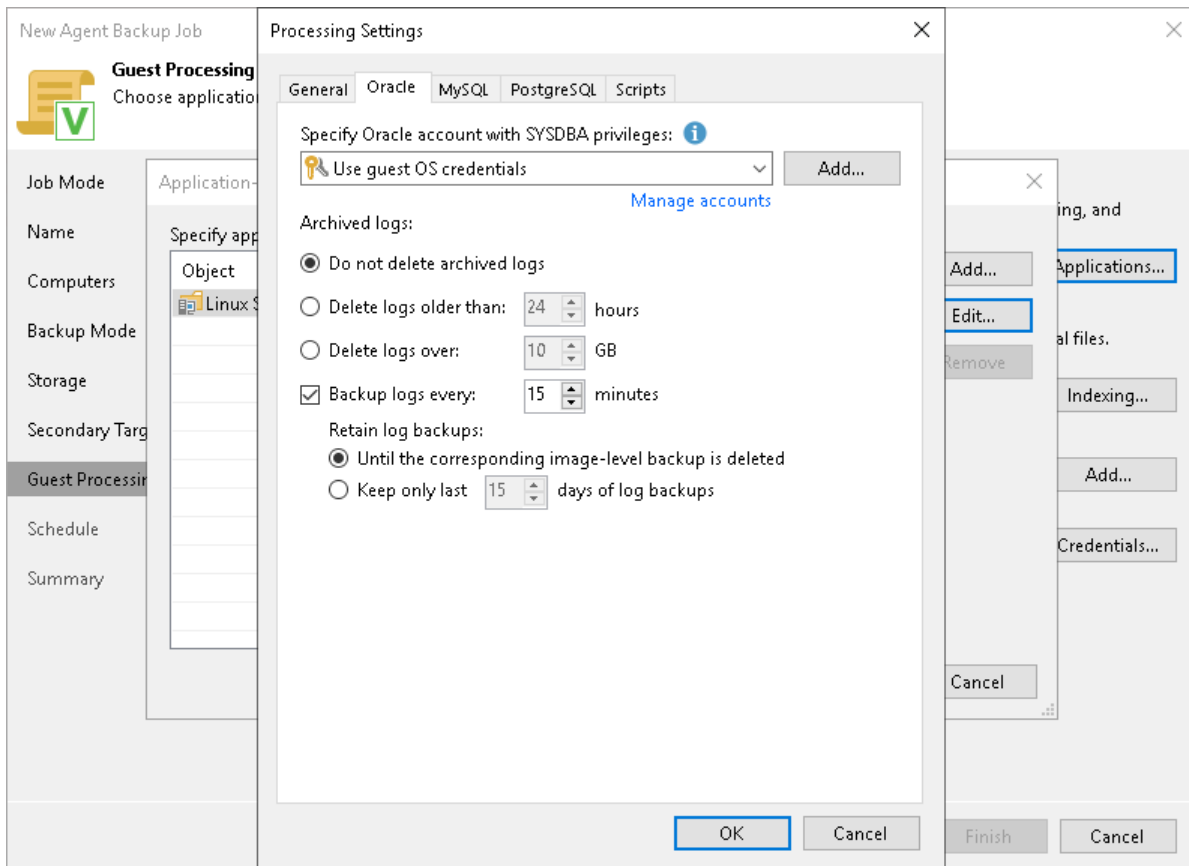 New Agent Backup Job
Guest Processing
Choose applicatio
V
Job Mode
Name
Computers
Backup Mode
Storage
Secondary Targ
Guest Processin
Schedule
Summary
Application-
Specify app
Object
Linux S
Processing Settings
General
Oracle
MySQL
PostgreSQL
Scripts
Specify Oracle account with SYSDBA privileges:
Use guest OS credentials
Add...
Manage accounts
Archived logs:
Do not delete archived logs
Delete logs older than: 24 hours
Delete logs over: 10 GB
Backup logs every: 15 minutes
Retain log backups:
Until the corresponding image-level backup is deleted
Keep only last 15 days of log backups
OK
Cancel
Add...
Edit...
Remove
Cancel
ing, and
Applications...
al files.
Indexing...
Add...
Credentials...
Finish
Cancel